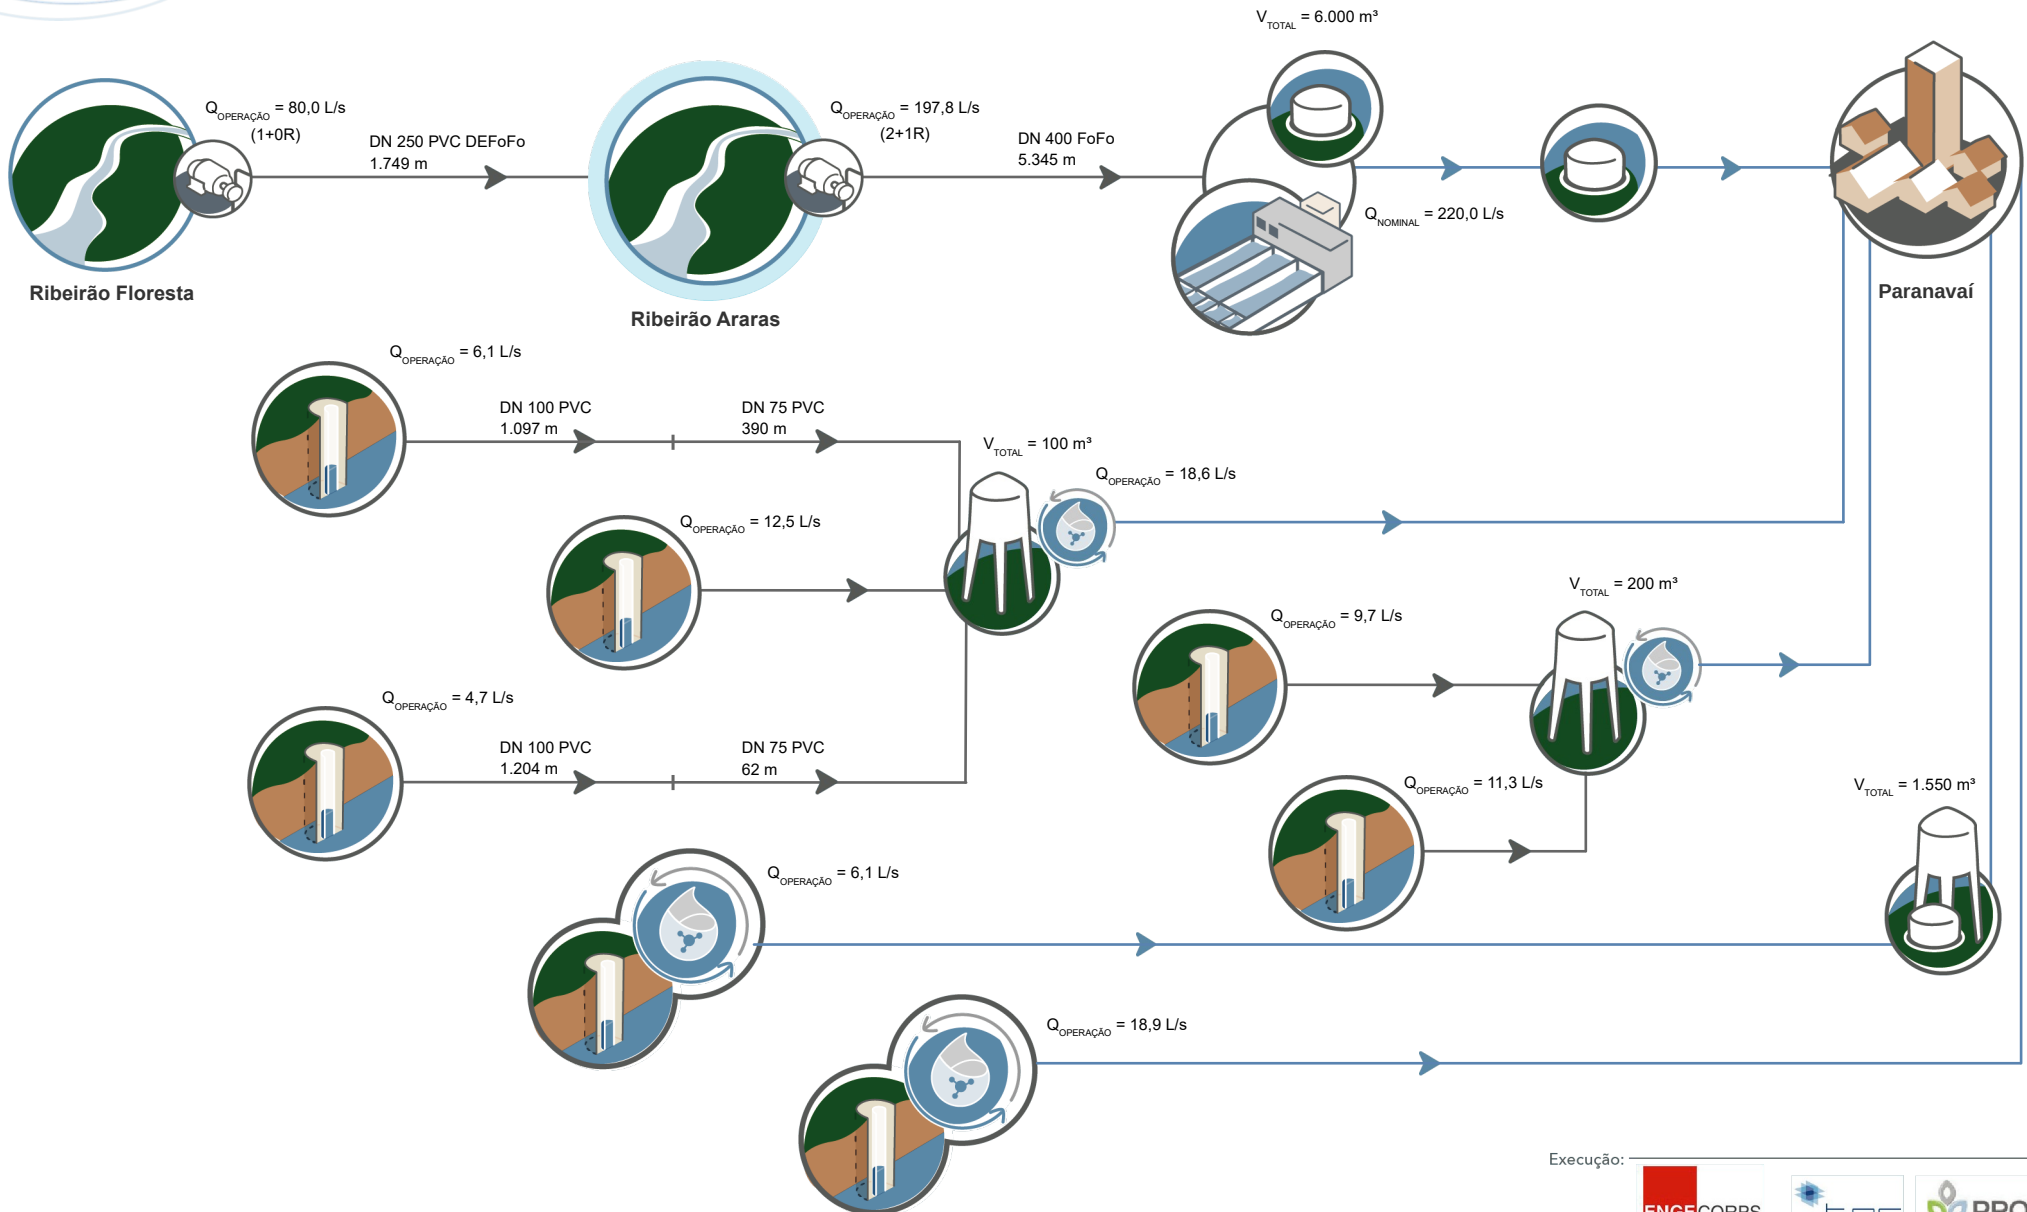 V TOTAL = 6.000 m³
Q OPERAÇÃO = 80,0 L/s
(1+0R)
DN 250 PVC DEFoFo
1.749 m
Q OPERAÇÃO = 197,8 L/s
(2+1R)
DN 400 FoFo
5.345 m
Q NOMINAL = 220,0 L/s
Ribeirão Floresta
Ribeirão Araras
Paranavaí
Q OPERAÇÃO = 6,1 L/s
DN 100 PVC
1.097 m
DN 75 PVC
390 m
V TOTAL = 100 m³
Q OPERAÇÃO = 18,6 L/s
Q OPERAÇÃO = 12,5 L/s
V TOTAL = 200 m³
Q OPERAÇÃO = 9,7 L/s
Q OPERAÇÃO = 4,7 L/s
DN 100 PVC
1.204 m
DN 75 PVC
62 m
Q OPERAÇÃO = 11,3 L/s
V TOTAL = 1.550 m³
Q OPERAÇÃO = 6,1 L/s
Q OPERAÇÃO = 18,9 L/s
Execução:
ENGECORPS